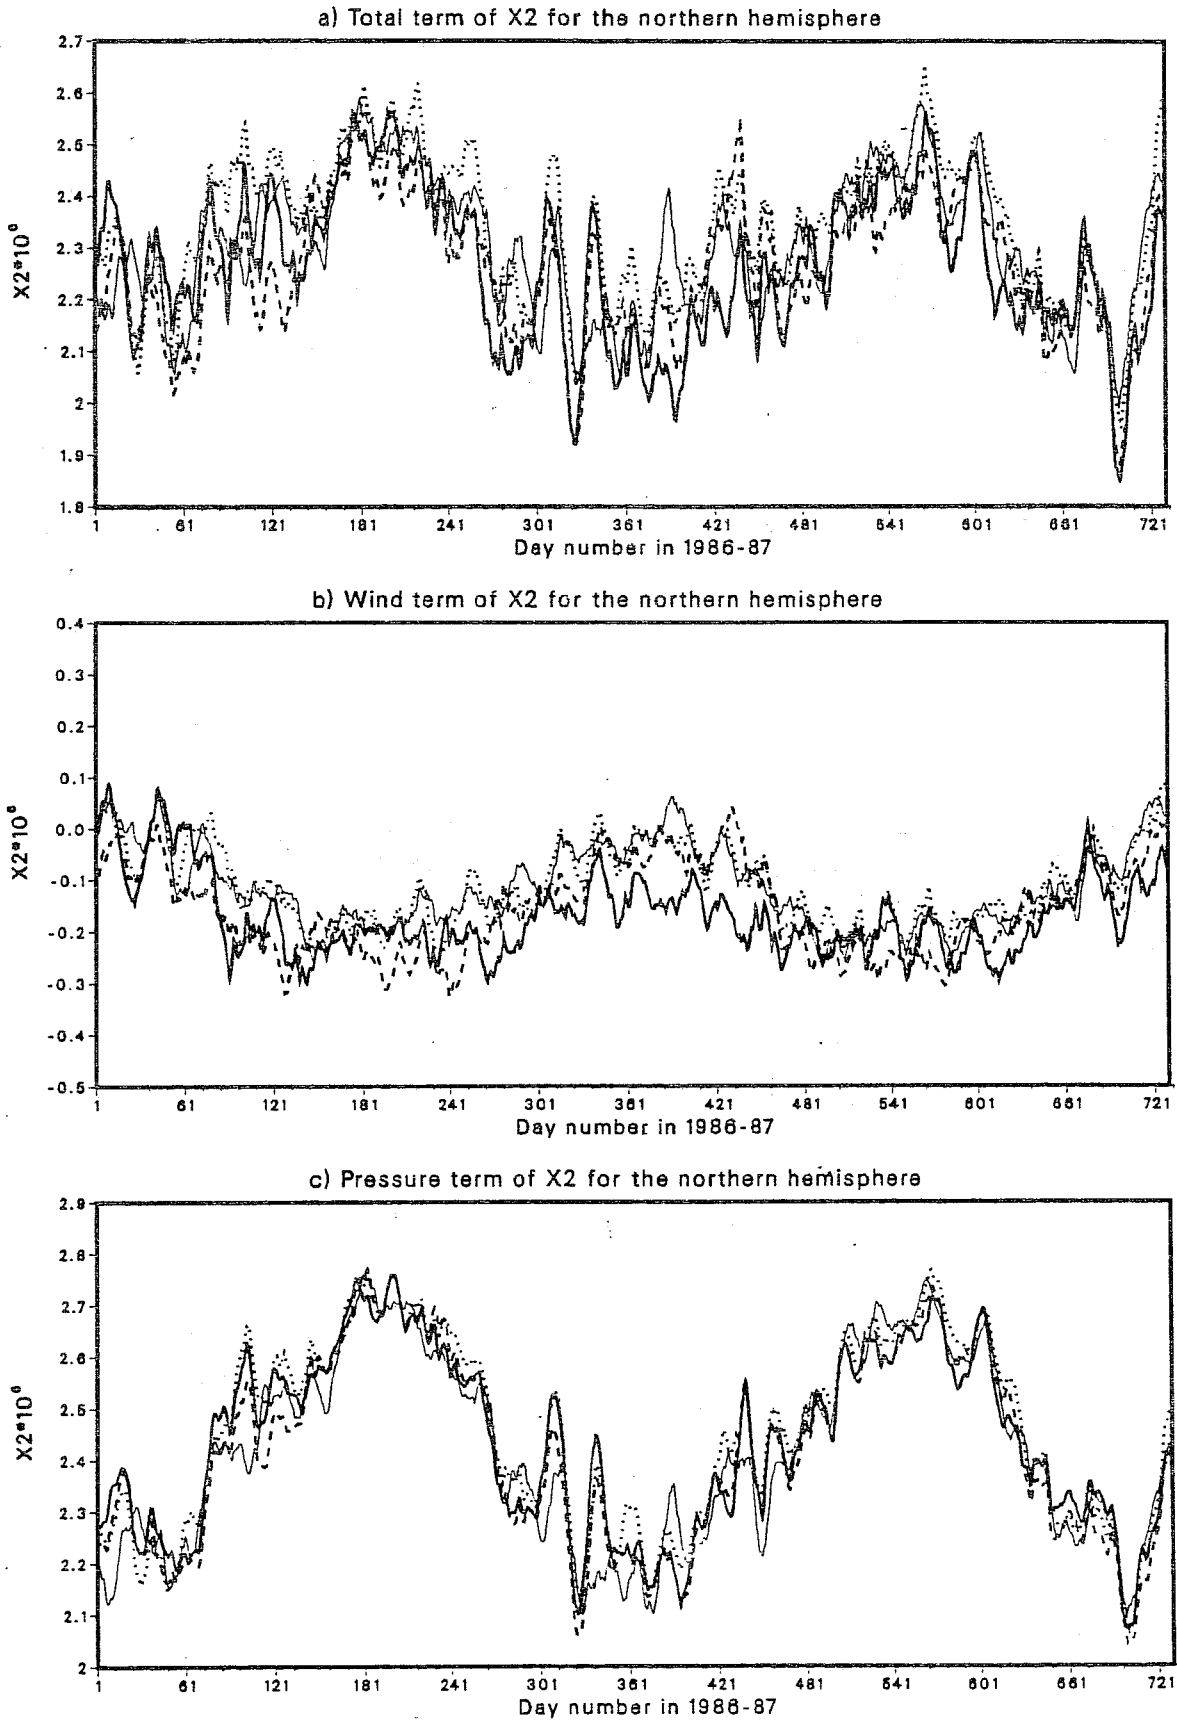 a) Total term of X2 for the northern hemisphere
2.7
2.6
2.5
2.4
2.3
2.2
2.1
2
1.9
1.8
X2*10⁶
1 61 121 181 241 301 361 421 481 541 601 661 721
Day number in 1986-87
b) Wind term of X2 for the northern hemisphere
0.4
0.3
0.2
0.1
0.0
-0.1
-0.2
-0.3
-0.4
-0.5
X2*10⁶
1 61 121 181 241 301 361 421 481 541 601 661 721
Day number in 1986-87
c) Pressure term of X2 for the northern hemisphere
2.9
2.8
2.7
2.6
2.5
2.4
2.3
2.2
2.1
2
X2*10⁶
1 61 121 181 241 301 361 421 481 541 601 661 721
Day number in 1986-87